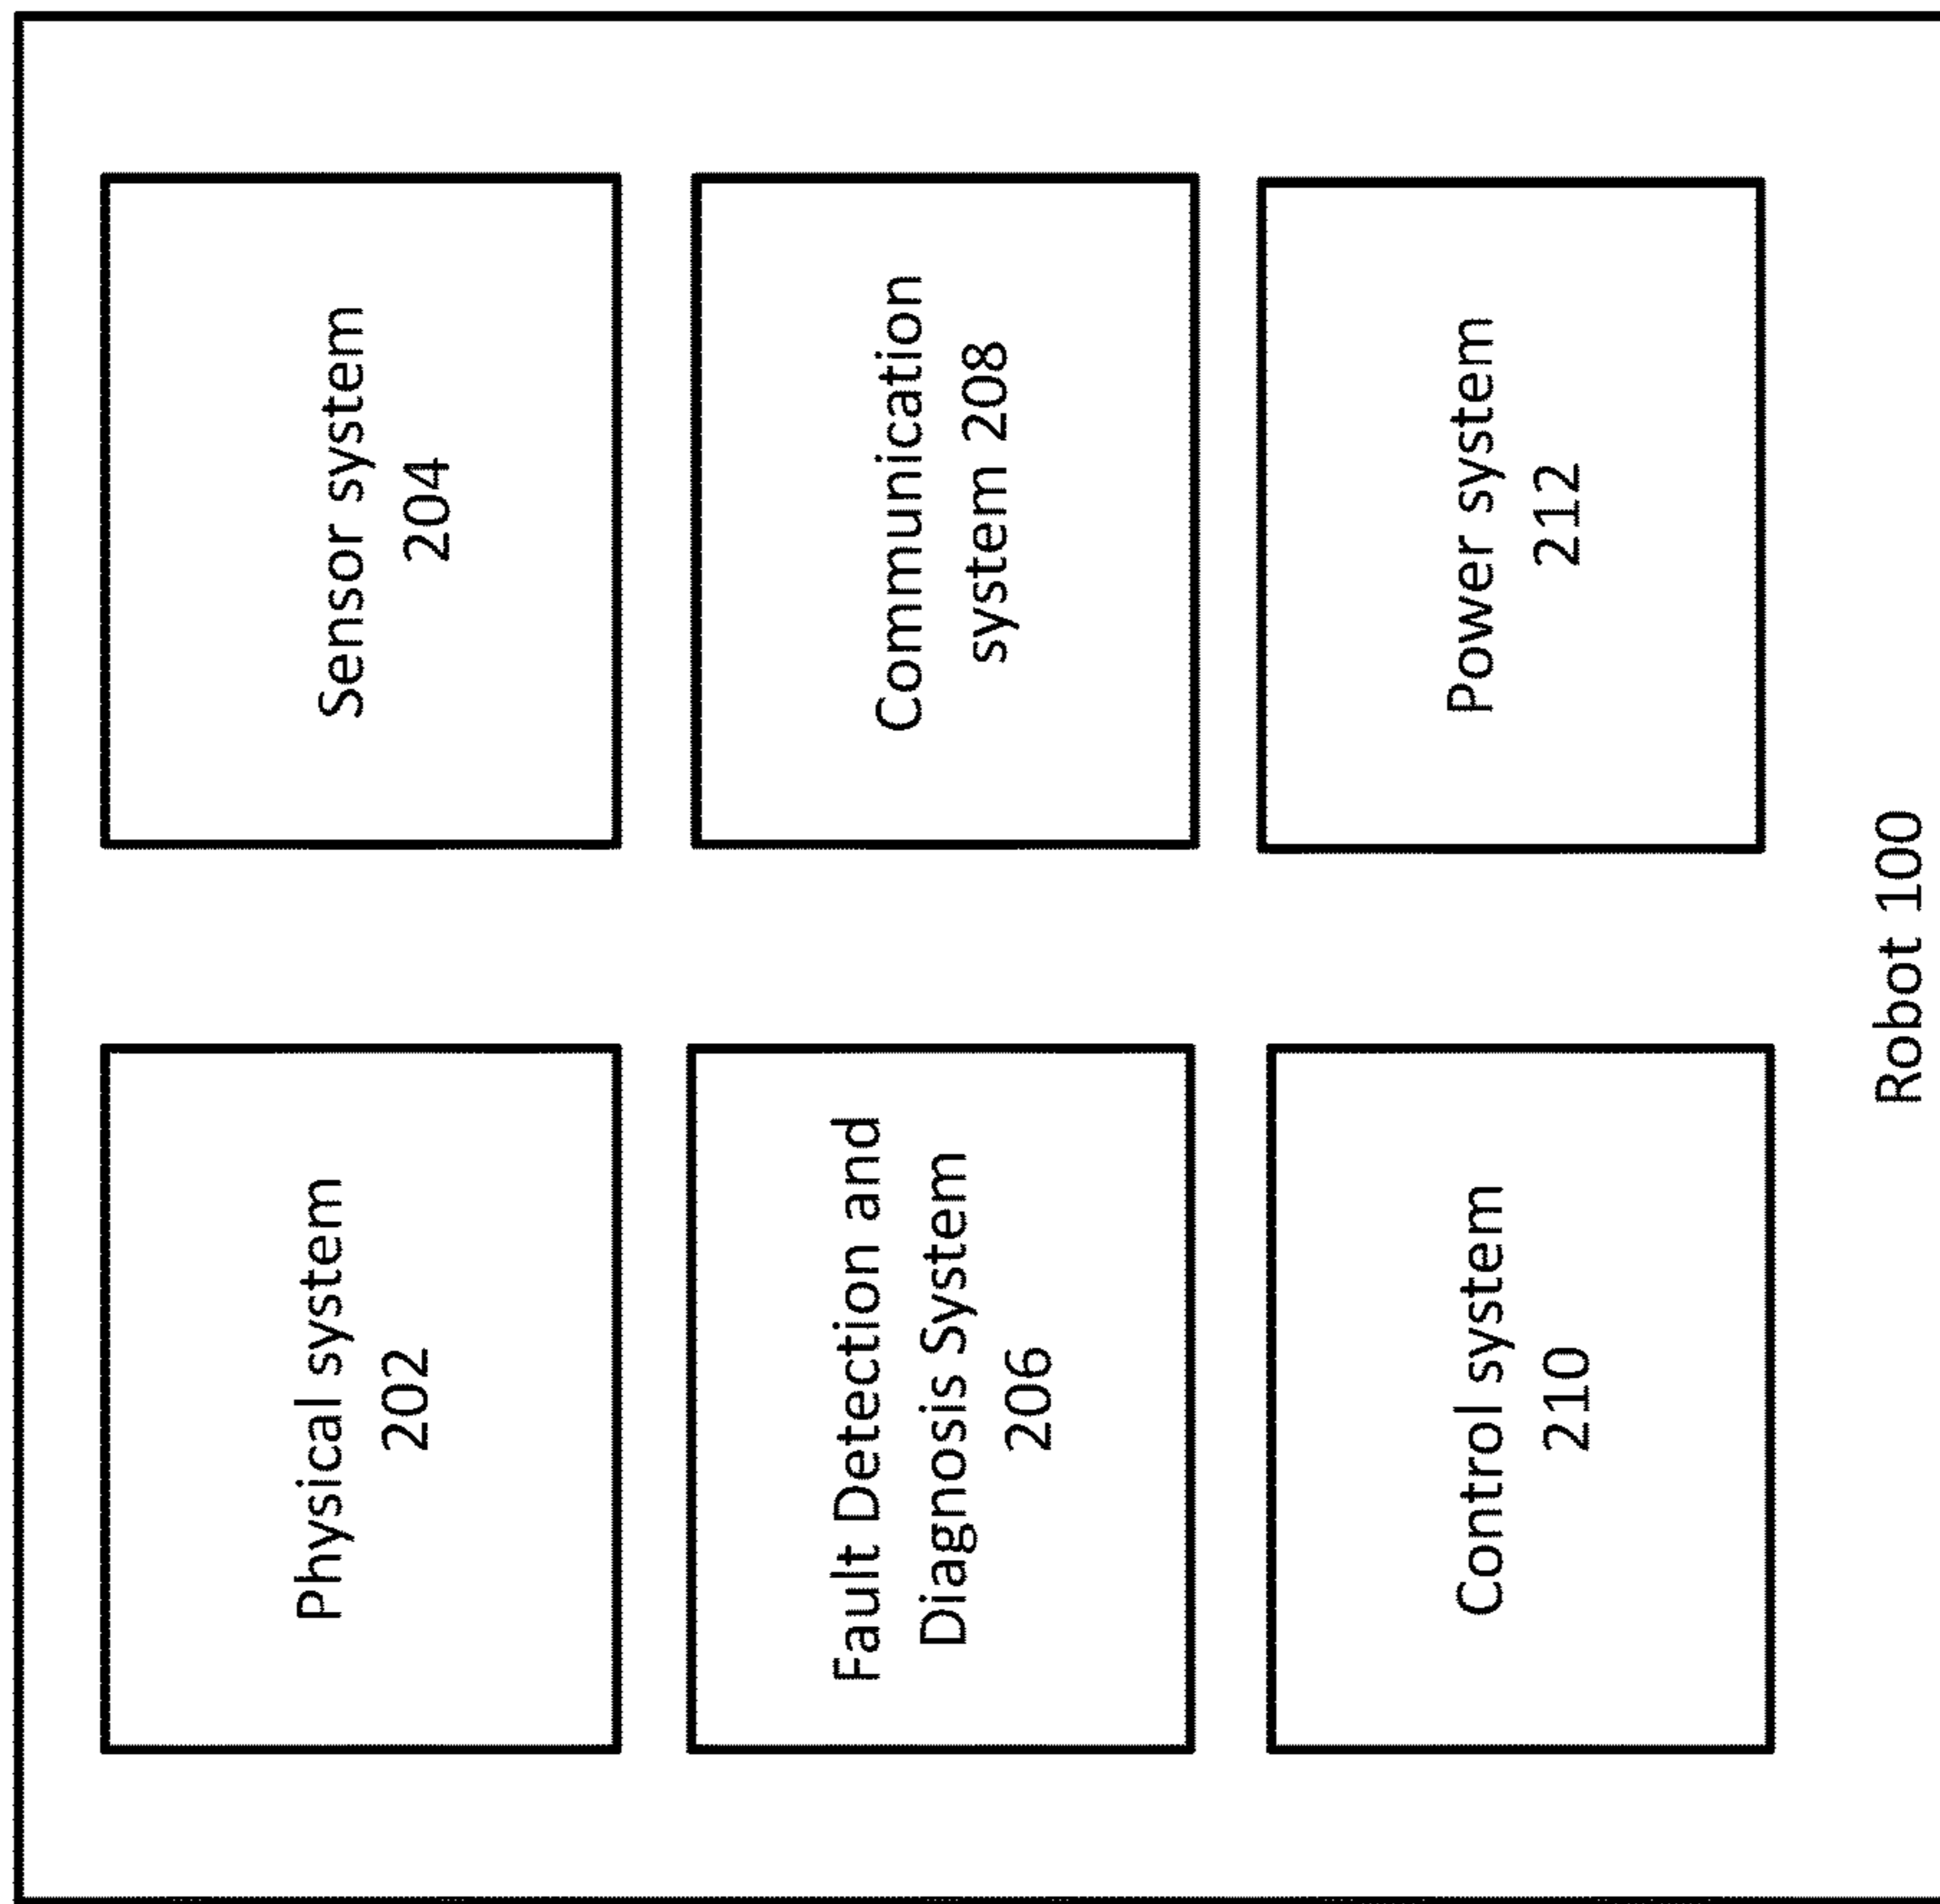 Physical system
202
Sensor system
204
Fault Detection and
Diagnosis System
206
Communication
system 208
Control system
210
Power system
212
Robot 100